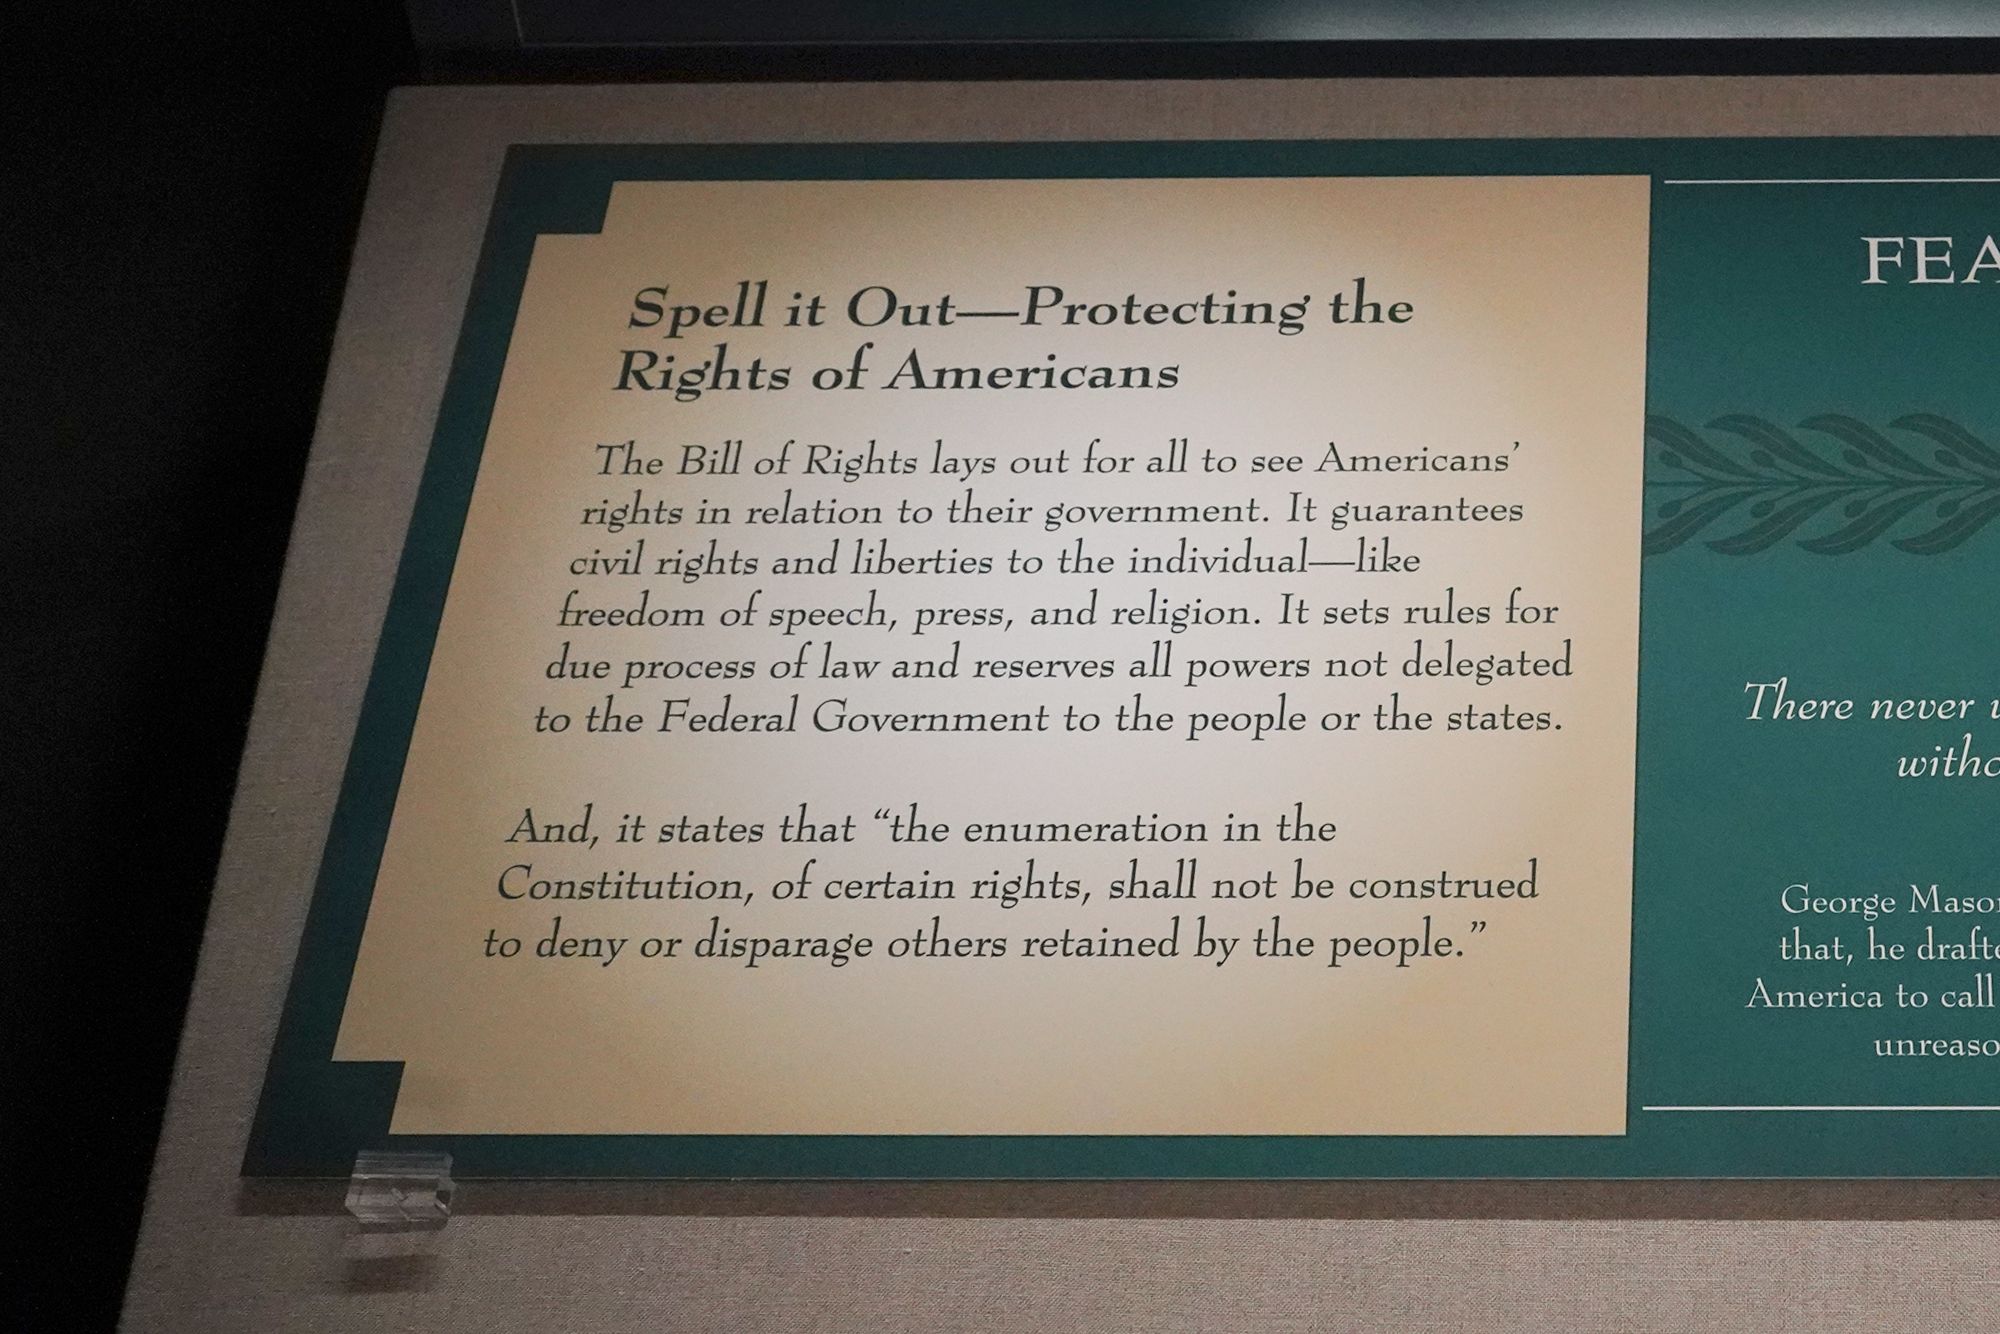 Spell it Out—Protecting the
Rights of Americans
The Bill of Rights lays out for all to see Americans’
rights in relation to their government. It guarantees
civil rights and liberties to the individual—like
freedom of speech, press, and religion. It sets rules for
due process of law and reserves all powers not delegated
to the Federal Government to the people or the states.
And, it states that “the enumeration in the
Constitution, of certain rights, shall not be construed
to deny or disparage others retained by the people.”
There never
George Mason
that, he
America to call